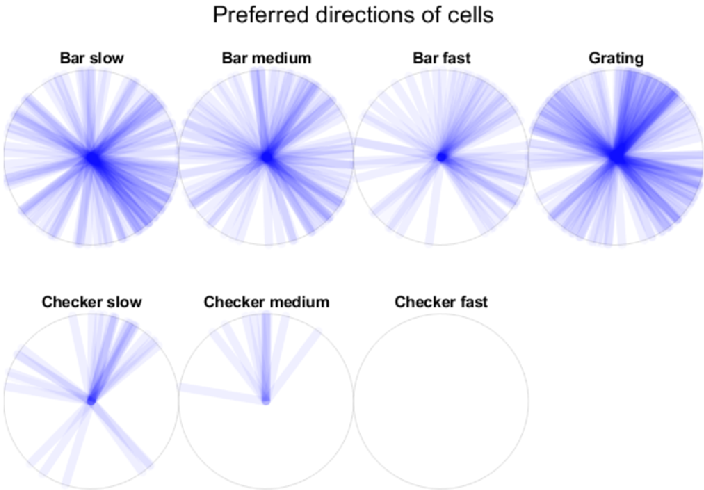 Preferred directions of cells
Bar slow
Bar medium
Bar fast
Grating
Checker slow
Checker medium
Checker fast